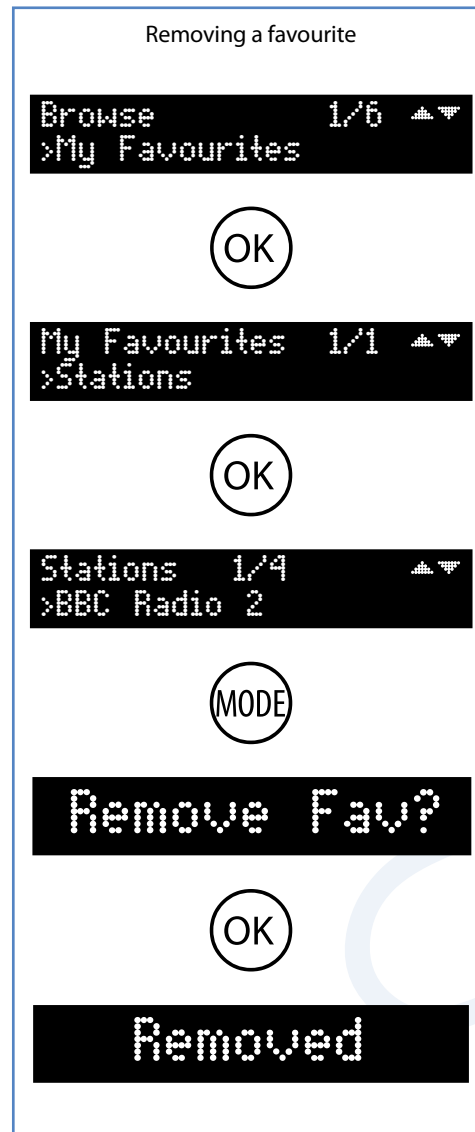 Removing a favourite
Browse 1/6 ▲▼
>My Favourites
OK
My Favourites 1/1 ▲▼
>Stations
OK
Stations 1/4 ▲▼
>BBC Radio 2
MODE
Remove Fav?
OK
Removed